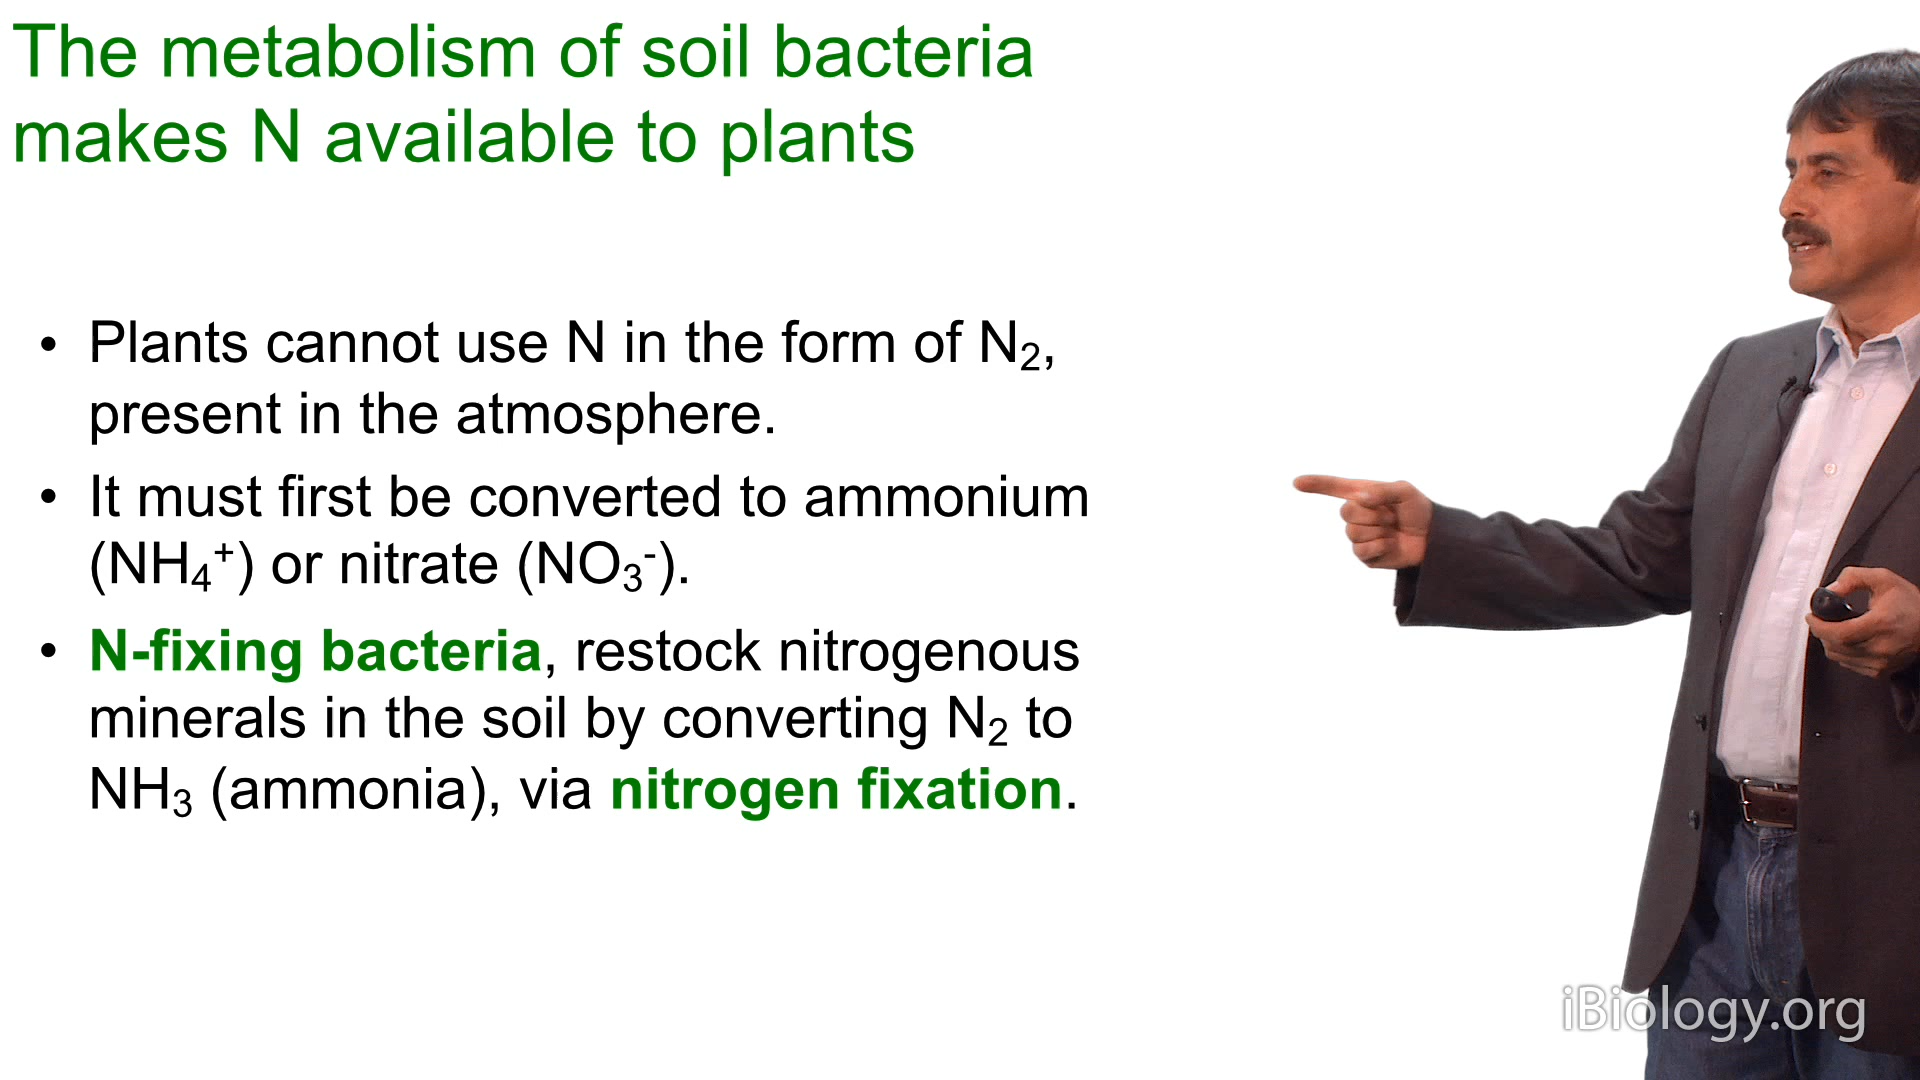 The metabolism of soil bacteria
makes N available to plants
• Plants cannot use N in the form of N₂,
present in the atmosphere.
• It must first be converted to ammonium
(NH₄⁺) or nitrate (NO₃⁻).
• N-fixing bacteria, restock nitrogenous
minerals in the soil by converting N₂ to
NH₃ (ammonia), via nitrogen fixation.
iBiology.org